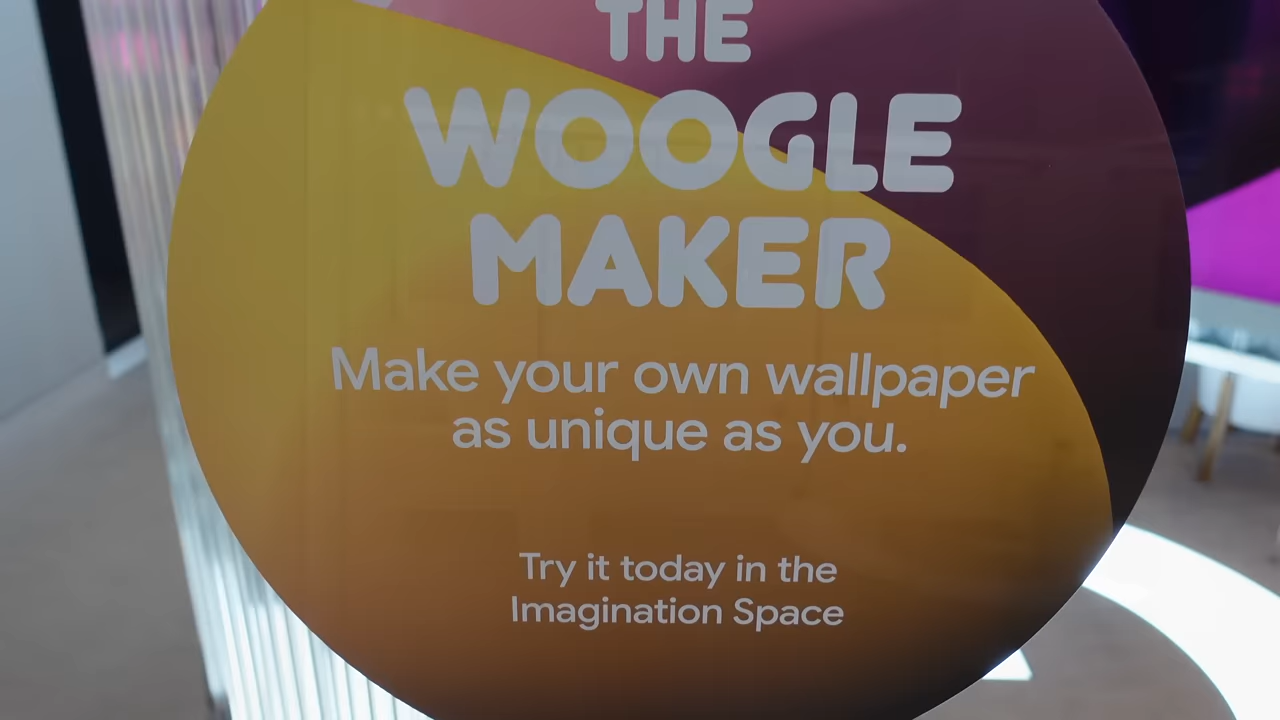 THE
WOOGLE
MAKER
Make your own wallpaper
as unique as you.
Try it today in the
Imagination Space